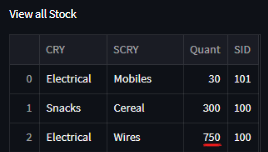 View all Stock
CRY SCRY Quant SID
0 Electrical Mobiles 30 101
1 Snacks Cereal 300 100
2 Electrical Wires 750 100